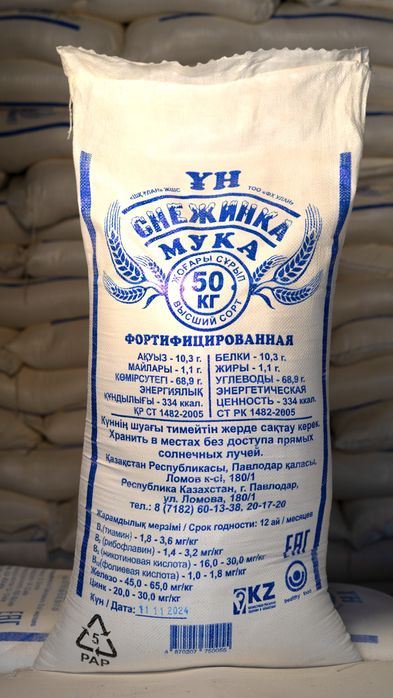 ҰН
«ШҚ ҰЛАН» ЖШС ТОО «ФХ УЛАН»
СНЕЖИНКА
МУКА
ЖОҒАРЫ СҰРЫП
50
КГ
ВЫСШИЙ СОРТ
ФОРТИФИЦИРОВАННАЯ
АҚУЫЗ - 10,3 г.
МАЙЛАРЫ - 1,1 г.
КӨМІРСУТЕГІ - 68,9 г.
ЭНЕРГИЯЛЫҚ
ҚҰНДЫЛЫҒЫ - 334 ккал.
ҚР СТ 1482-2005
БЕЛКИ - 10,3 г.
ЖИРЫ - 1,1 г.
УГЛЕВОДЫ - 68,9 г.
ЭНЕРГЕТИЧЕСКАЯ
ЦЕННОСТЬ - 334 ккал.
СТ РК 1482-2005
Күннің шуағы тимейтін жерде сақтау керек.
Хранить в местах без доступа прямых
солнечных лучей.
Қазақстан Республикасы, Павлодар қаласы,
Ломов к-сі, 180/1
Республика Казахстан, г. Павлодар,
ул. Ломова, 180/1
тел.: 8 (7182) 60-13-38, 20-17-20
Жарамдылық мерзімі / Срок годности: 12 ай / месяцев
B₁(тиамин) - 1,8 - 3,6 мг/кг
B₂ (рибофлавин) - 1,4 - 3,2 мг/кг
(никотиновая кислота) - 16,0 - 30,0 мг/кг
(фолиевая кислота) - 1,0 - 1,8 мг/кг
Железо - 45,0 - 65,0 мг/кг
Цинк - 20,0 - 30,0 мг/кг
Күн / Дата: 11 11 2024
EAC
healthy food
KZ
5
PAP
4 870207 750055